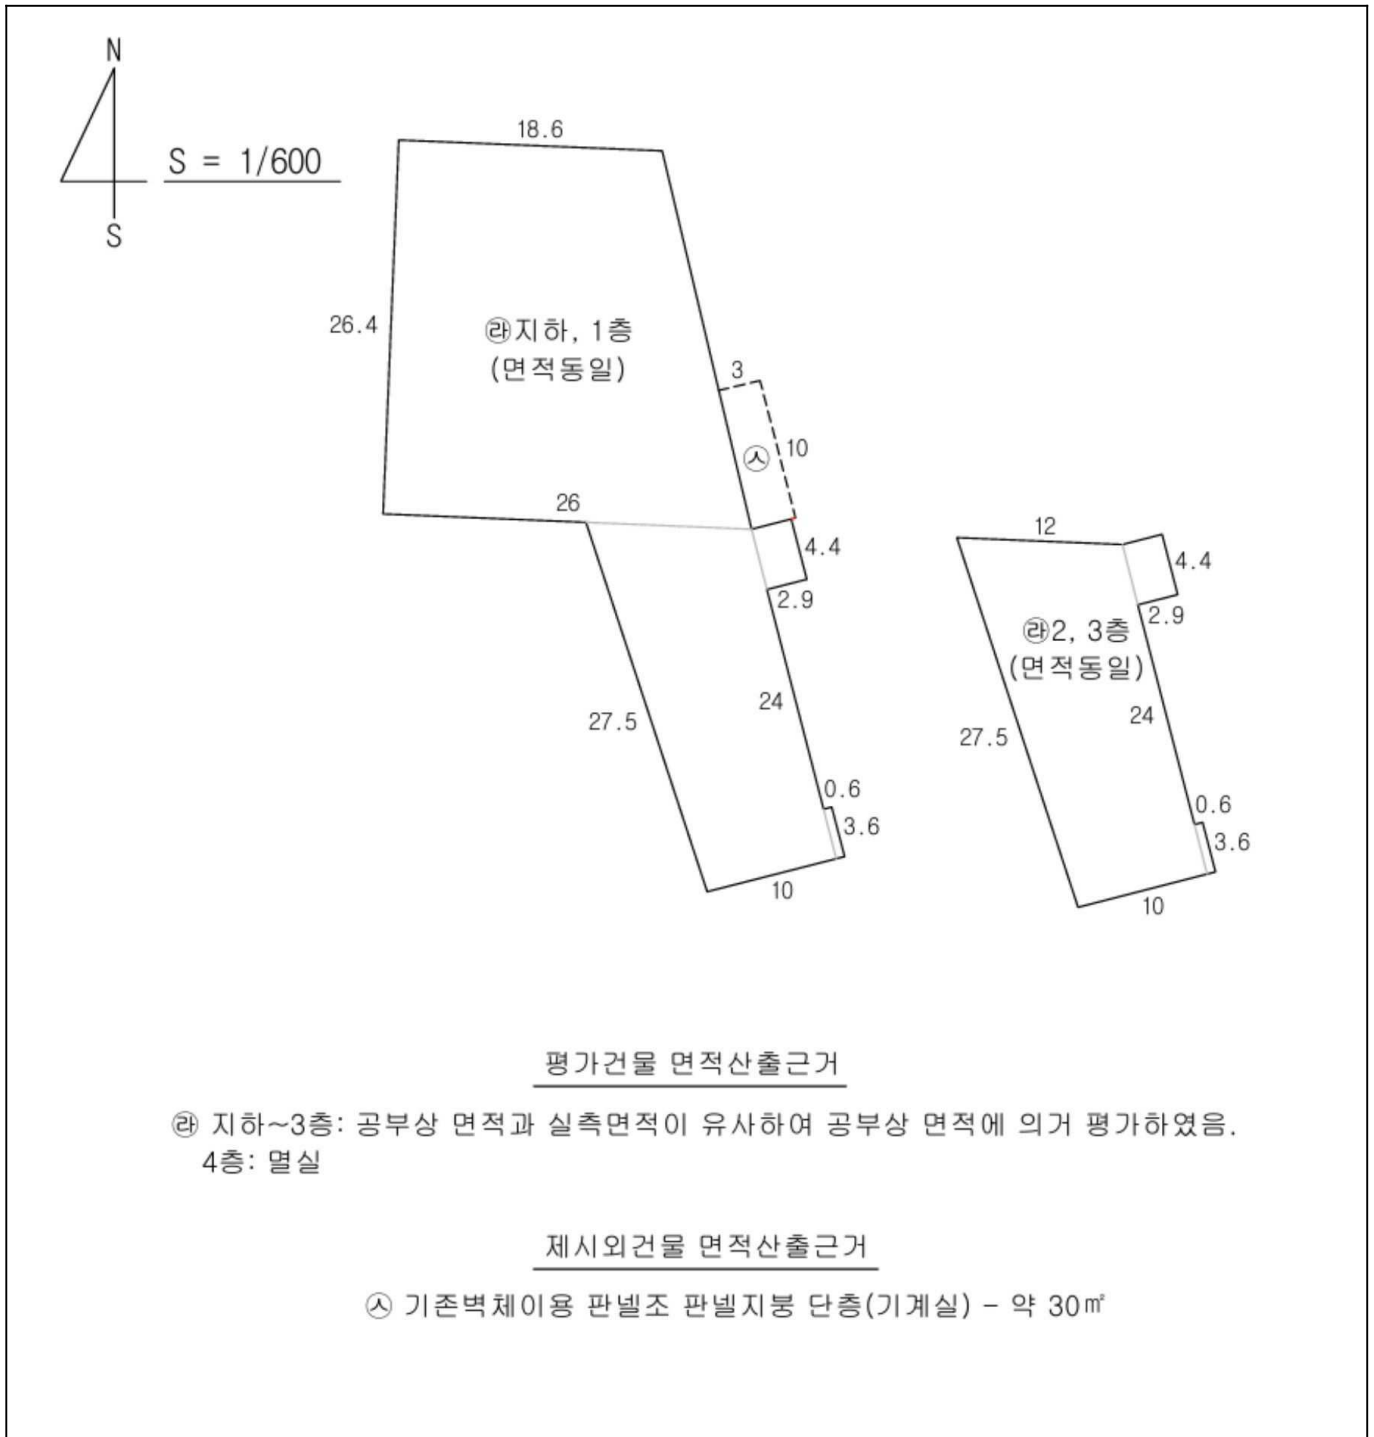 N
S = 1/600
S
18.6
26.4
㉣지하, 1층
(면적동일)
3
10
㉦
26
4.4
2.9
27.5
24
0.6
3.6
10
12
4.4
2.9
㉣2, 3층
(면적동일)
27.5
24
0.6
3.6
10
평가건물 면적산출근거
㉣ 지하~3층: 공부상 면적과 실측면적이 유사하여 공부상 면적에 의거 평가하였음.
4층: 멸실
제시외건물 면적산출근거
㉦ 기존벽체이용 판넬조 판넬지붕 단층(기계실) - 약 30㎡